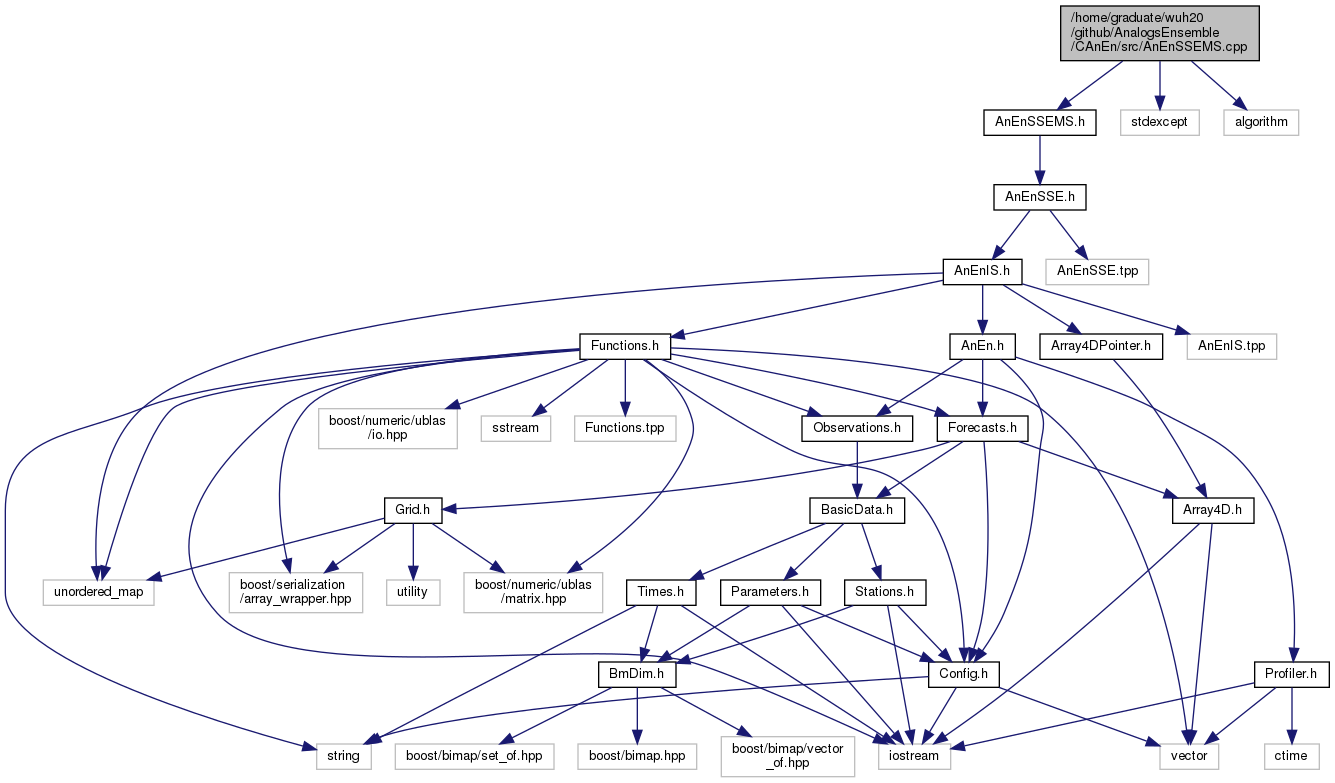 /home/graduate/wuh20
/github/AnalogsEnsemble
/CAnEn/src/AnEnSSEMS.cpp
AnEnSSEMS.h
stdexcept
algorithm
AnEnSSE.h
AnEnIS.h
AnEnSSE.tpp
Functions.h
AnEn.h
Array4DPointer.h
AnEnIS.tpp
boost/numeric/ublas
/io.hpp
sstream
Functions.tpp
Observations.h
Forecasts.h
Grid.h
BasicData.h
Array4D.h
unordered_map
boost/serialization
/array_wrapper.hpp
utility
boost/numeric/ublas
/matrix.hpp
Times.h
Parameters.h
Stations.h
BmDim.h
Config.h
Profiler.h
string
boost/bimap/set_of.hpp
boost/bimap.hpp
boost/bimap/vector
_of.hpp
iostream
vector
ctime